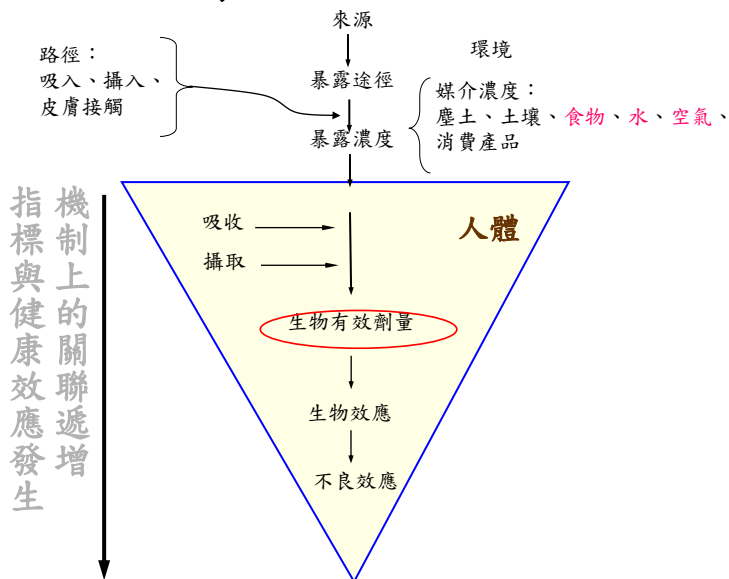 來源
環境
路徑：
吸入、攝入、
皮膚接觸
暴露途徑
媒介濃度：
塵土、土壤、食物、水、空氣、
消費產品
暴露濃度
指標與健康效應發生
機制上的關聯遞增
人體
吸收
攝取
生物有效劑量
生物效應
不良效應